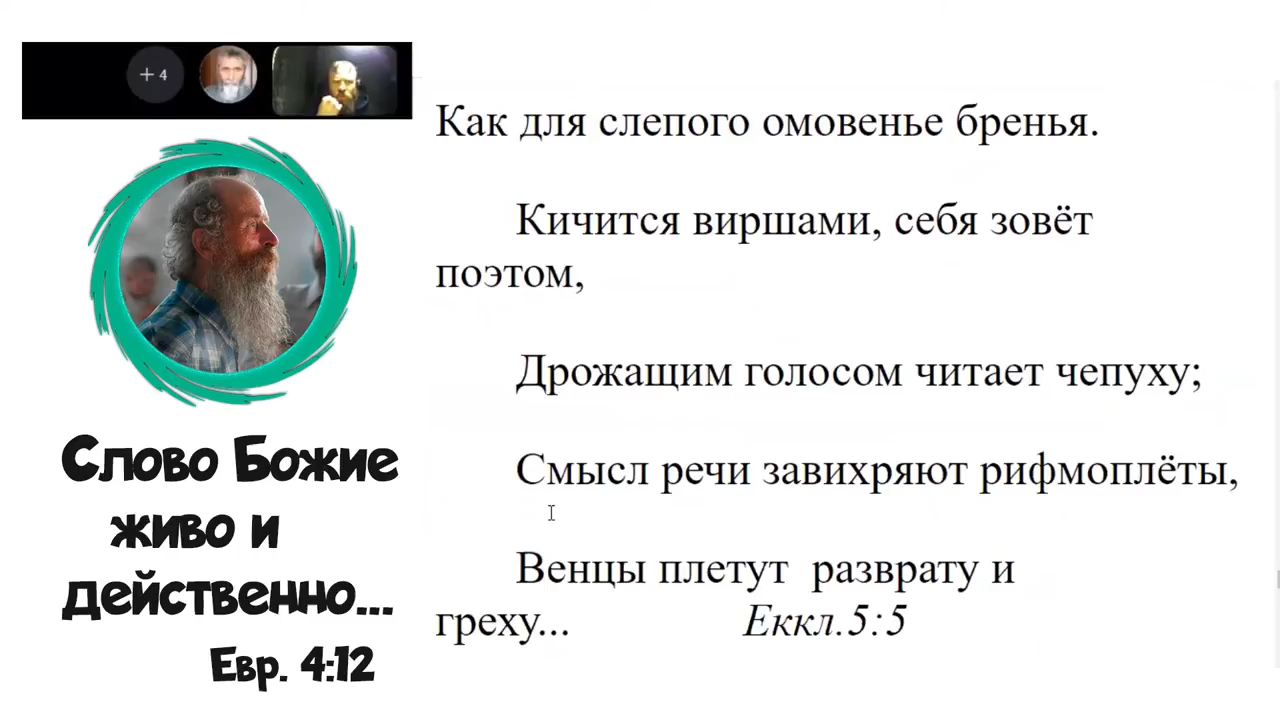 + 4
Как для слепого омовенье бренья.
Кичится виршами, себя зовёт
поэтом,
Дрожащим голосом читает чепуху;
Смысл речи завихряют рифмоплёты,
Венцы плетут  разврату и
греху...  Еккл.5:5
Слово Божие
живо и
действенно...
Евр. 4:12